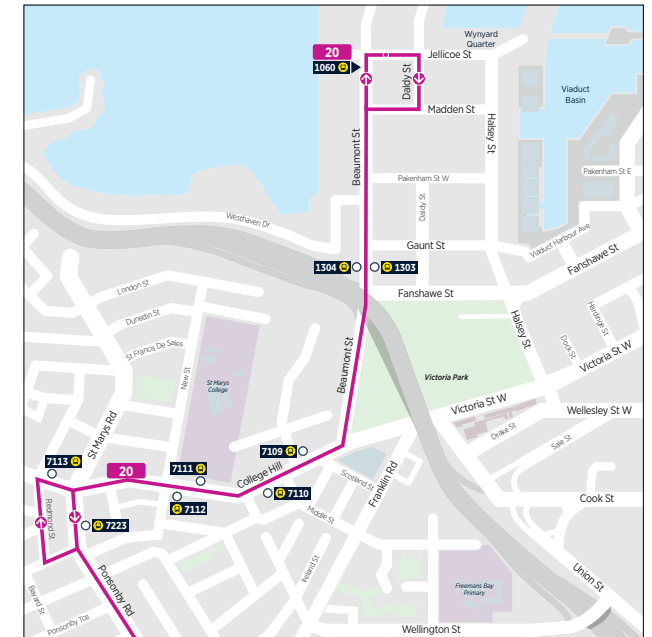 Wynyard
Quarter
20
1060
Jellicoe St
Daldy St
Viaduct
Basin
Madden St
Halsey St
Beaumont St
Pakenham St W
Pakenham St E
Daldy St
Westhaven Dr
Viaduct Harbour Ave
Gaunt St
Fanshawe St
1304
1303
Fanshawe St
London St
Dunedin St
Halsey St
Hardinge St
Dock St
St Francis De Sales
New St
St Marys
College
Beaumont St
Victoria Park
Victoria St W
Victoria St W
Wellesley St W
St Marys Rd
Drake St
Sale St
7109
7113
20
7111
College Hill
Scotland St
Franklin Rd
7110
7112
Cook St
Redmond St
7223
Middle St
Ireland St
Union St
Ponsonby Rd
Freemans Bay
Primary
Bayard St
Ponsonby Tce
Wellington St